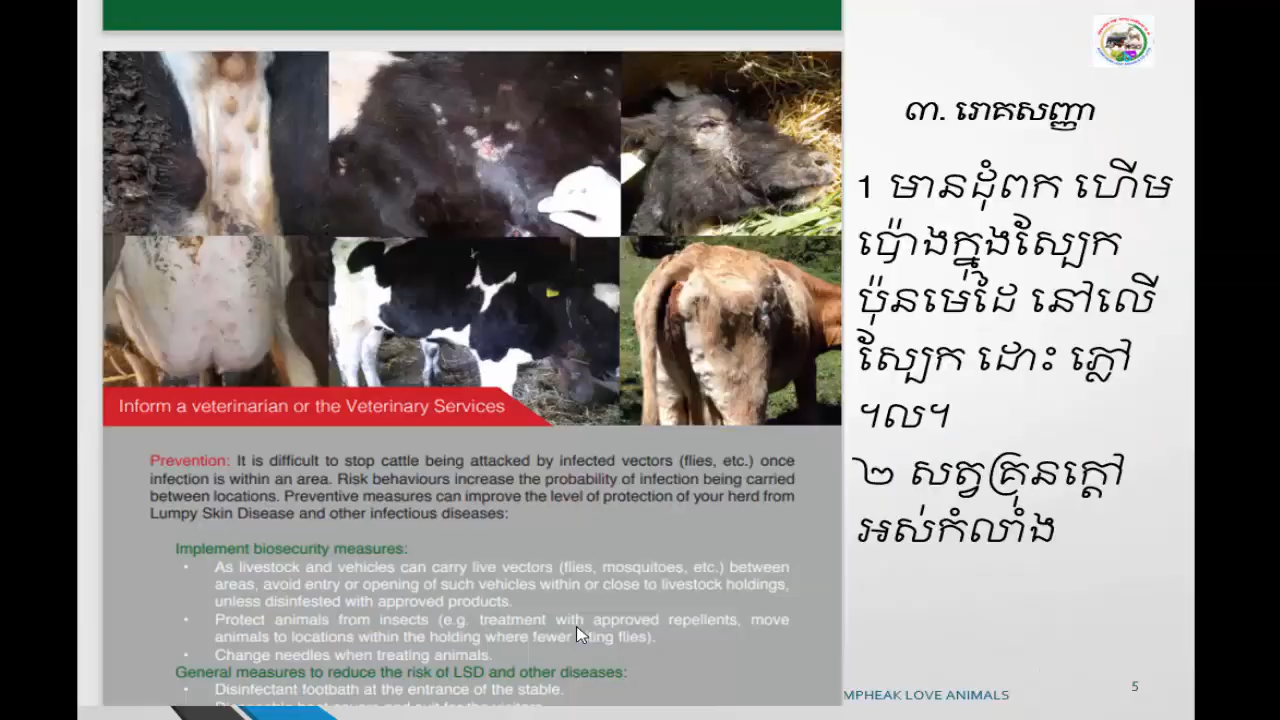 Inform a veterinarian or the Veterinary Services
Prevention: It is difficult to stop cattle being attacked by infected vectors (flies, etc.) once
infection is within an area. Risk behaviours increase the probability of infection being carried
between locations. Preventive measures can improve the level of protection of your herd from
Lumpy Skin Disease and other infectious diseases:
Implement biosecurity measures:
• As livestock and vehicles can carry live vectors (flies, mosquitoes, etc.) between
areas, avoid entry or opening of such vehicles within or close to livestock holdings,
unless disinfested with approved products.
• Protect animals from insects (e.g. treatment with approved repellents, move
animals to locations within the holding where fewer flies).
• Change needles when treating animals.
General measures to reduce the risk of LSD and other diseases:
• Disinfectant footbath at the entrance of the stable.
៣. រោគសញ្ញា
1 មានដុំពក ហើម
ប៉ោងក្នុងស្បែក
ប៉ុនមេដៃ នៅលើ
ស្បែក ដោះ ភ្លៅ
។ល។
២ សត្វគ្រុនក្តៅ
អស់កំលាំង
MPHEAK LOVE ANIMALS
5